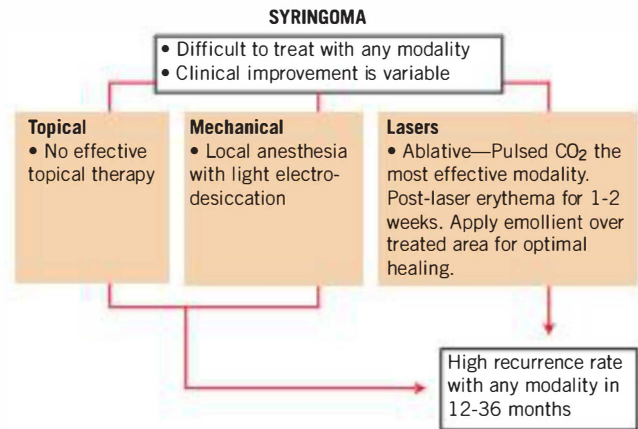 SYRINGOMA
• Difficult to treat with any modality
• Clinical improvement is variable
Topical
• No effective
topical therapy
Mechanical
• Local anesthesia
with light electro-
desiccation
Lasers
• Ablative—Pulsed CO₂ the
most effective modality.
Post-laser erythema for 1-2
weeks. Apply emollient over
treated area for optimal
healing.
High recurrence rate
with any modality in
12-36 months